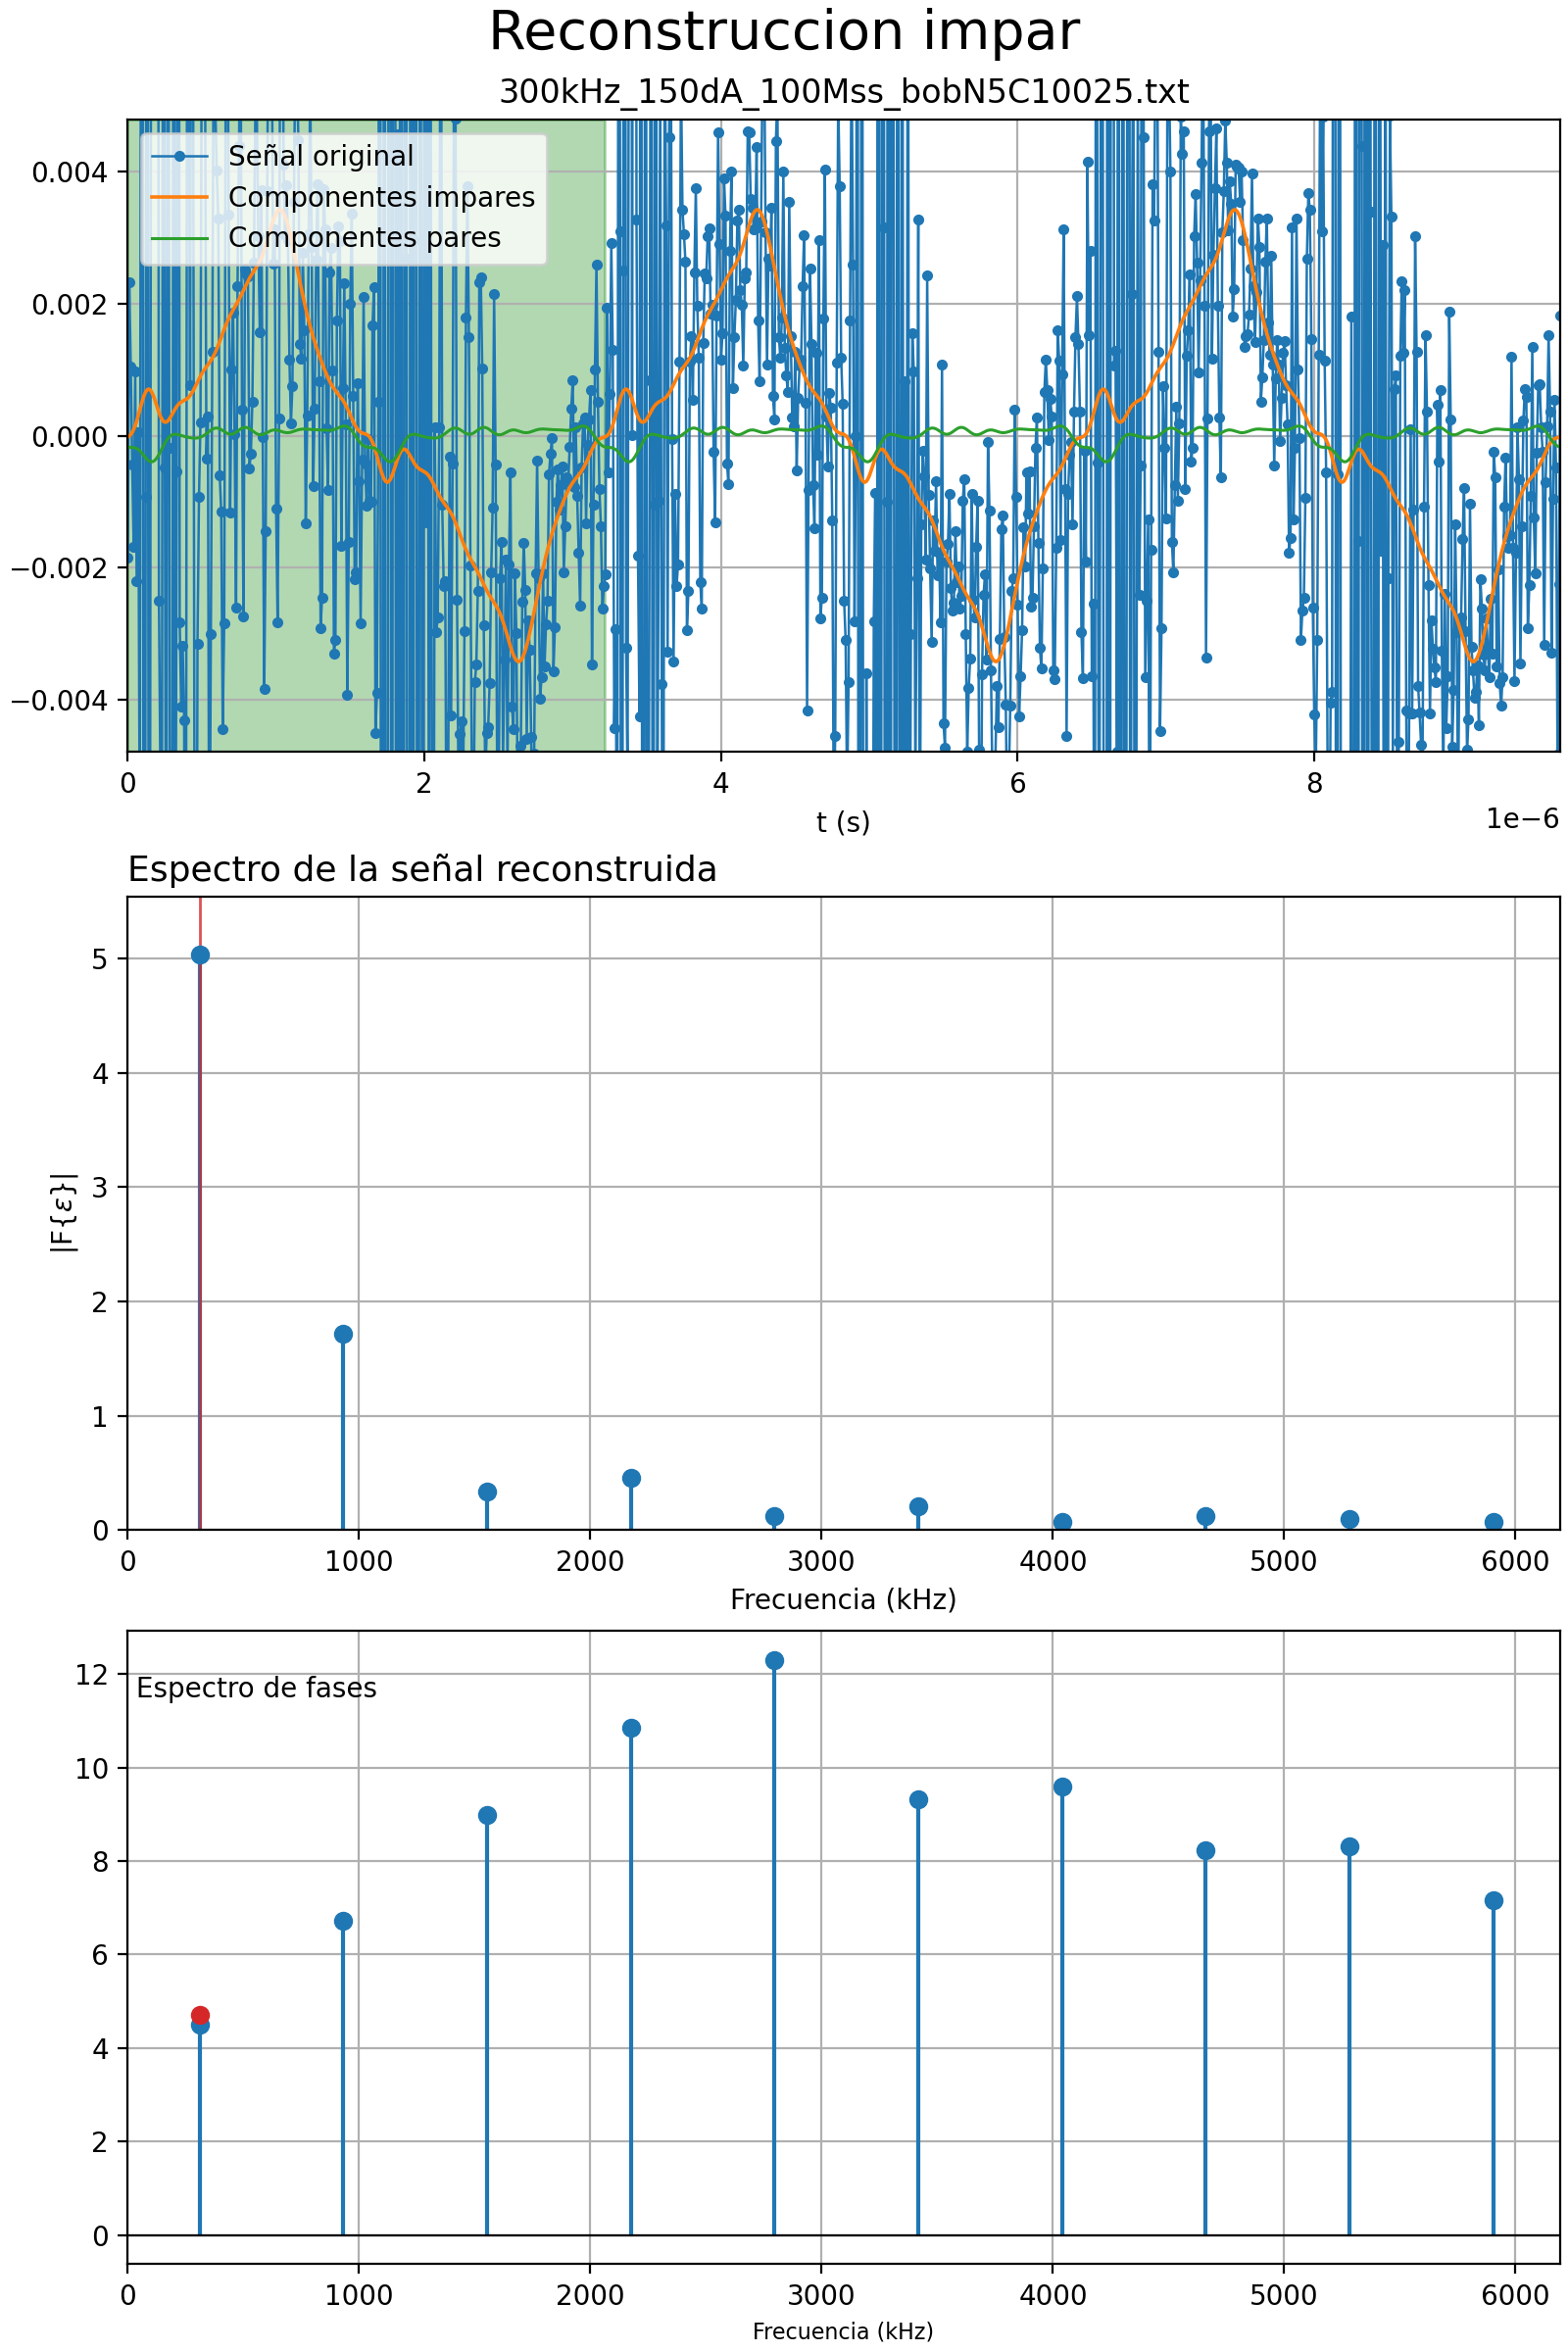 Reconstruccion impar
300kHz_150dA_100Mss_bobN5C10025.txt
Señal original
Componentes impares
Componentes pares
0.004
0.002
0.000
−0.002
−0.004
0 2 4 6 8
1e−6
t (s)
Espectro de la señal reconstruida
5
4
3
2
1
0
|F{ε}|
0 1000 2000 3000 4000 5000 6000
Frecuencia (kHz)
Espectro de fases
12
10
8
6
4
2
0
0 1000 2000 3000 4000 5000 6000
Frecuencia (kHz)